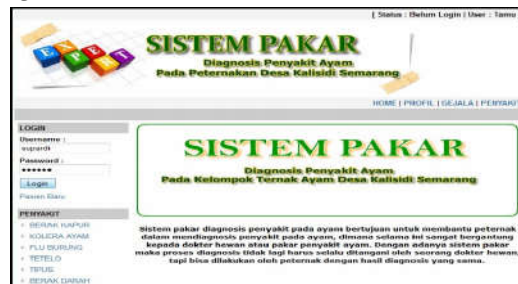 [ Status : Belum Login | User : Tamu
EXPERT
SISTEM PAKAR
Diagnosis Penyakit Ayam
Pada Peternakan Desa Kalisidi Semarang
HOME | PROFIL | GEJALA | PENYAKIT
LOGIN
Username :
supardi
Password :
Login
Pasien Baru
PENYAKIT
BERAK KAPUR
KOLERA AYAM
FLU BURUNG
TETELO
TIPUS
BERAK DARAH
SISTEM PAKAR
Diagnosis Penyakit Ayam
Pada Kelompok Ternak Ayam Desa Kalisidi Semarang
Sistem pakar diagnosis penyakit pada ayam bertujuan untuk membantu peternak
dalam mendiagnosis penyakit pada ayam, dimana selama ini sangat bergantung
kepada dokter hewan atau pakar penyakit ayam. Dengan adanya sistem pakar
maka proses diagnosis tidak lagi harus selalu ditangani oleh seorang dokter hewan,
tapi bisa dilakukan oleh peternak dengan hasil diagnosis yang sama.